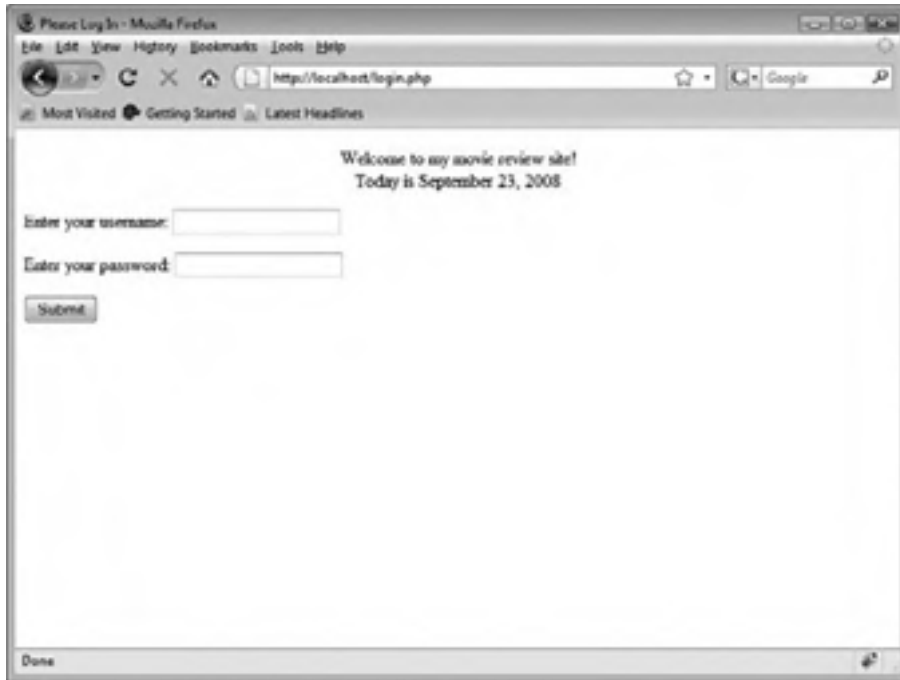 Please Log In - Mozilla Firefox
File Edit View History Bookmarks Tools Help
http://localhost/login.php
Google
Most Visited Getting Started Latest Headlines
Welcome to my movie review site!
Today is September 23, 2008
Enter your username:
Enter your password:
Submit
Done